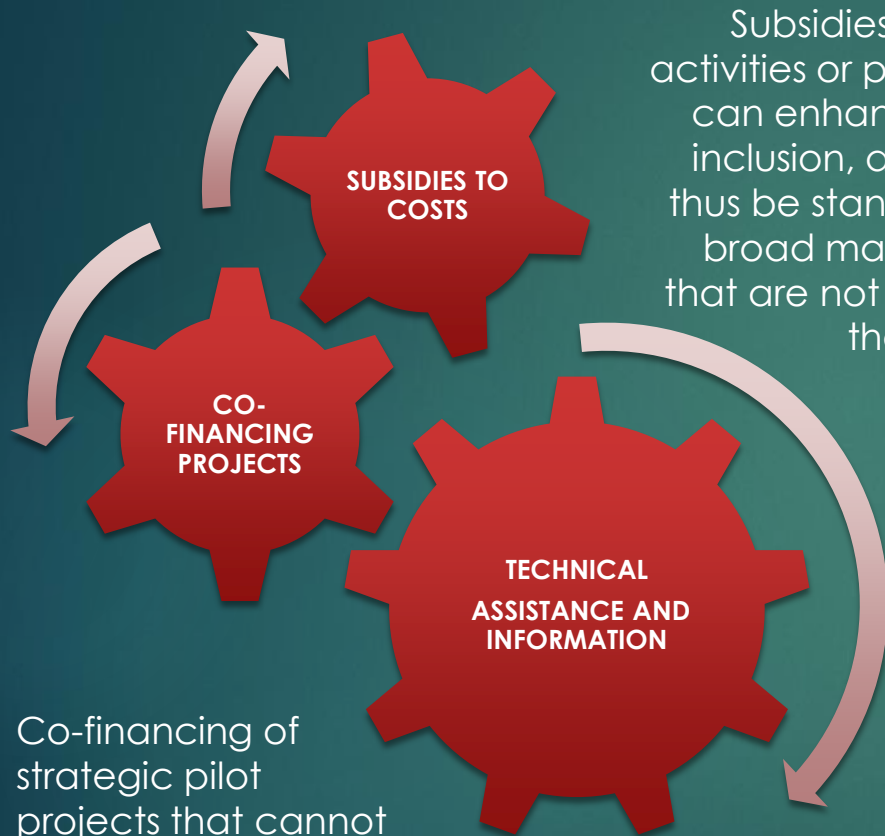 Subsidies
activities or
can enhan
inclusion,
thus be stan
broad ma
that are not
SUBSIDIES TO
COSTS
CO-
FINANCING
PROJECTS
TECHNICAL
ASSISTANCE AND
INFORMATION
Co-financing of
strategic pilot
projects that cannot